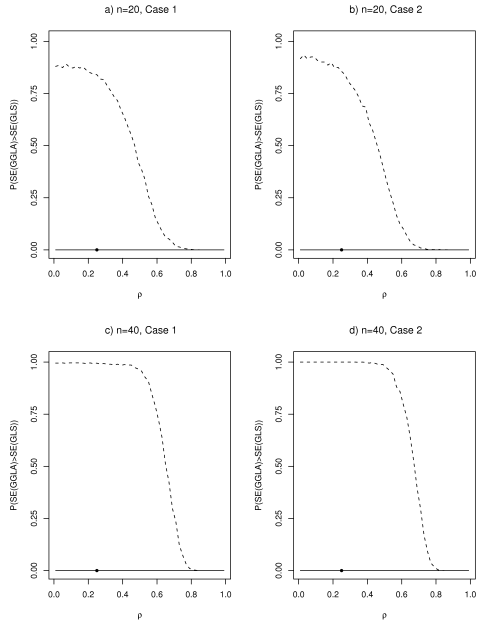 a) n=20, Case 1
b) n=20, Case 2
P(SE(GGLA)>SE(GLS))
1.00
0.75
0.50
0.25
0.00
0.0 0.2 0.4 0.6 0.8 1.0
ρ
P(SE(GGLA)>SE(GLS))
1.00
0.75
0.50
0.25
0.00
0.0 0.2 0.4 0.6 0.8 1.0
ρ
c) n=40, Case 1
d) n=40, Case 2
P(SE(GGLA)>SE(GLS))
1.00
0.75
0.50
0.25
0.00
0.0 0.2 0.4 0.6 0.8 1.0
ρ
P(SE(GGLA)>SE(GLS))
1.00
0.75
0.50
0.25
0.00
0.0 0.2 0.4 0.6 0.8 1.0
ρ